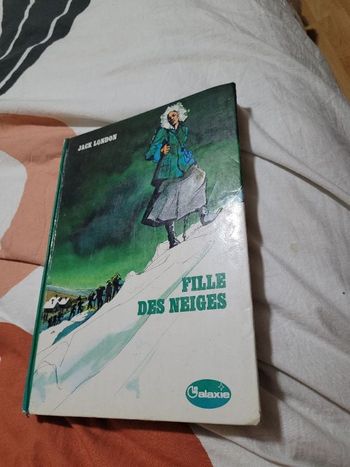 JACK LONDON
FILLE
DES NEIGES
Galaxie